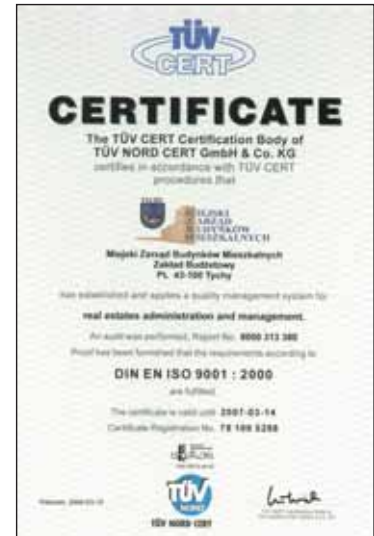 TÜV
CERT
CERTIFICATE
The TÜV CERT Certification Body of
TÜV NORD CERT GmbH & Co. KG
certifies in accordance with TÜV CERT
procedures that
MIEJSKI
ZARZĄD
BUDYNKÓW
MIESZKALNYCH
Miejski Zarząd Budynków Mieszkalnych
Zakład Budżetowy
PL 43-100 Tychy
has established and applies a quality management system for
real estates administration and management.
An audit was performed, Report No.
Proof has been furnished that the requirements according to
DIN EN ISO 9001 : 2000
are fulfilled.
The certificate is valid until 2007-03-14
Certificate Registration No. 78 100 5288
TÜV
NORD
TÜV NORD CERT